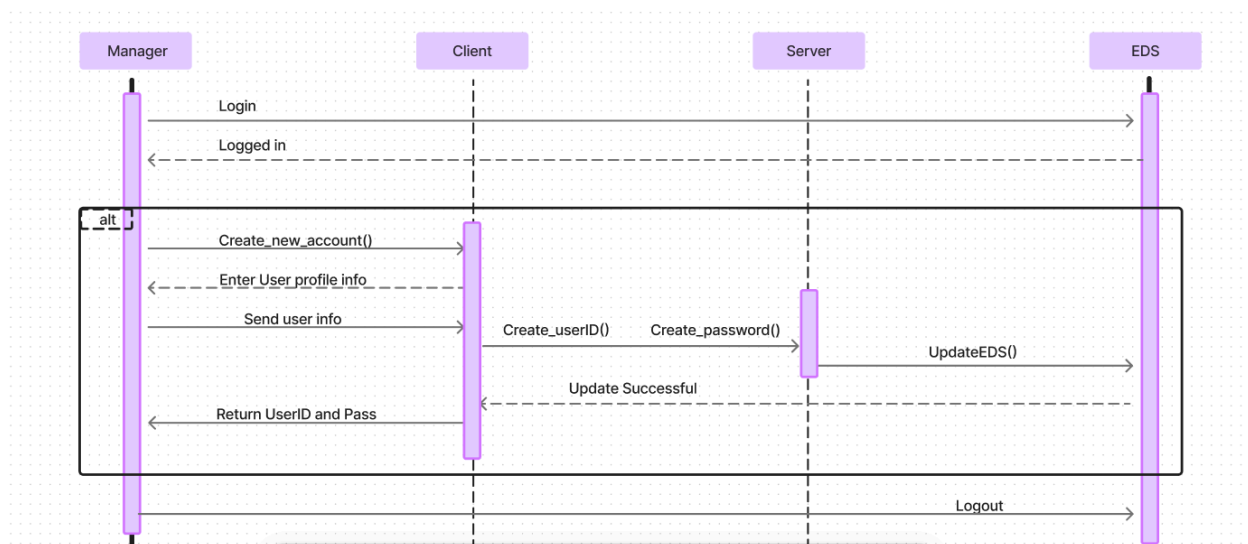 Manager Client Server EDS
Login
Logged in
alt
Create_new_account()
Enter User profile info
Send user info
Create_userID() Create_password()
UpdateEDS()
Update Successful
Return UserID and Pass
Logout